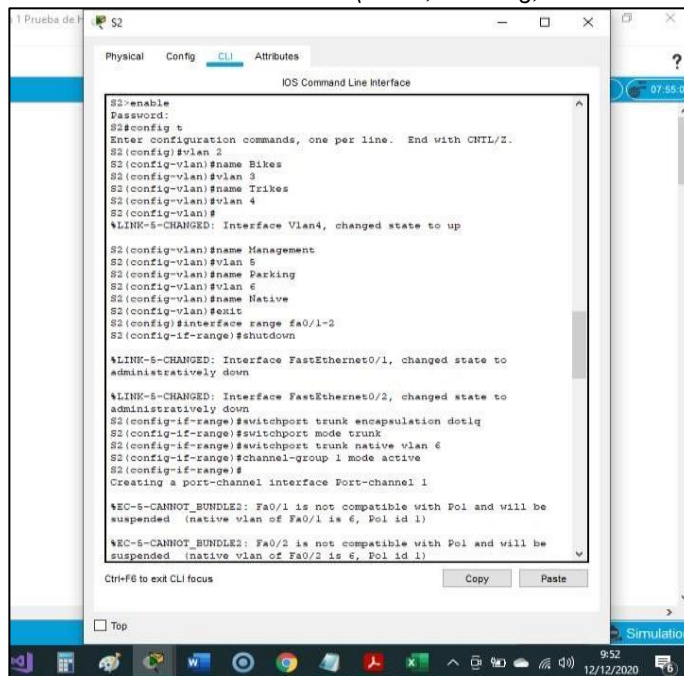 1 Prueba de H
S2
Physical Config CLI Attributes
?
IOS Command Line Interface
07:55:0
S2>enable
Password:
S2#config t
Enter configuration commands, one per line. End with CNTL/Z.
S2(config)#vlan 2
S2(config-vlan)#name Bikes
S2(config-vlan)#vlan 3
S2(config-vlan)#name Trikes
S2(config-vlan)#vlan 4
S2(config-vlan)#
%LINK-5-CHANGED: Interface Vlan4, changed state to up
S2(config-vlan)#name Management
S2(config-vlan)#vlan 5
S2(config-vlan)#name Parking
S2(config-vlan)#vlan 6
S2(config-vlan)#name Native
S2(config-vlan)#exit
S2(config)#interface range fa0/1-2
S2(config-if-range)#shutdown
%LINK-5-CHANGED: Interface FastEthernet0/1, changed state to
administratively down
%LINK-5-CHANGED: Interface FastEthernet0/2, changed state to
administratively down
S2(config-if-range)#switchport trunk encapsulation dot1q
S2(config-if-range)#switchport mode trunk
S2(config-if-range)#switchport trunk native vlan 6
S2(config-if-range)#channel-group 1 mode active
S2(config-if-range)#
Creating a port-channel interface Port-channel 1
%EC-5-CANNOT_BUNDLE2: Fa0/1 is not compatible with Po1 and will be
suspended (native vlan of Fa0/1 is 6, Po1 id 1)
%EC-5-CANNOT_BUNDLE2: Fa0/2 is not compatible with Po1 and will be
suspended (native vlan of Fa0/2 is 6, Po1 id 1)
Ctrl+F6 to exit CLI focus
Copy Paste
Top
Simulatio
9:52
12/12/2020
6